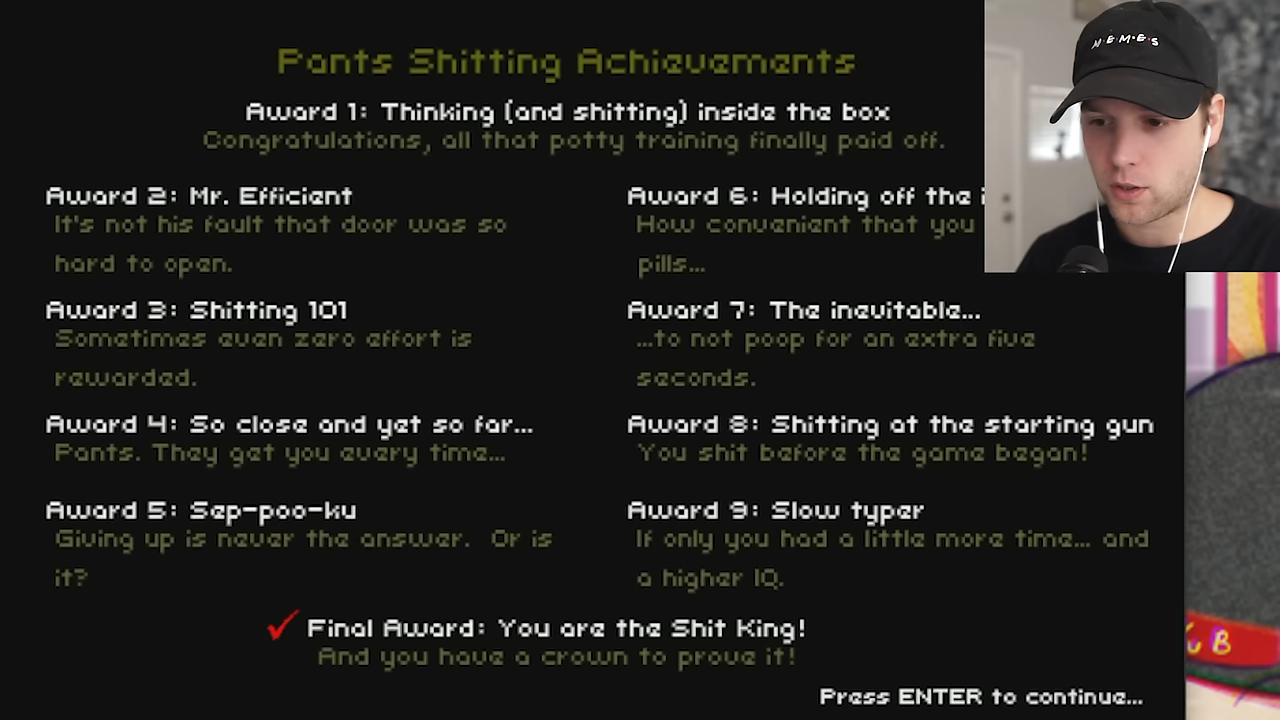 Pants Shitting Achievements
Award 1: Thinking (and shitting) inside the box
Congratulations, all that potty training finally paid off.
Award 2: Mr. Efficient
It's not his fault that door was so
hard to open.
Award 3: Shitting 101
Sometimes even zero effort is
rewarded.
Award 4: So close and yet so far...
Pants. They get you every time...
Award 5: Sep-poo-ku
Giving up is never the answer.  Or is
it?
Award 6: Holding off the
How convenient that you
pills...
Award 7: The inevitable...
...to not poop for an extra five
seconds.
Award 8: Shitting at the starting gun
You shit before the game began!
Award 9: Slow typer
If only you had a little more time... and
a higher IQ.
Final Award: You are the Shit King!
And you have a crown to prove it!
Press ENTER to continue...
M·E·M·E·S
B